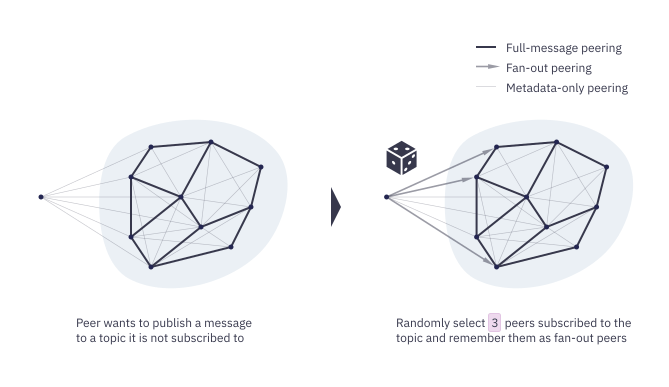 Full-message peering
Fan-out peering
Metadata-only peering
Peer wants to publish a message
to a topic it is not subscribed to
Randomly select 3 peers subscribed to the
topic and remember them as fan-out peers